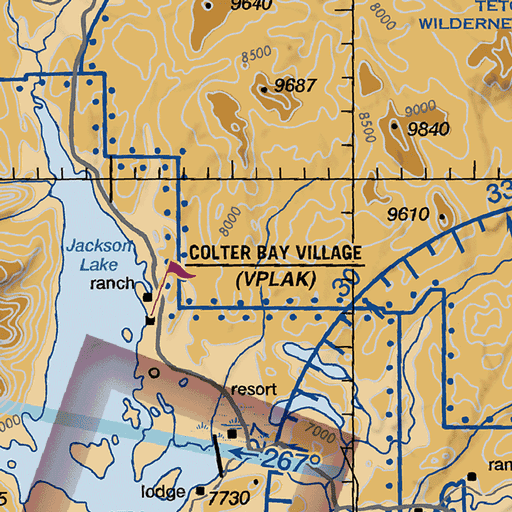 9640
TETO
WILDERNE
8000
8500
9687
9000
8500
9840
8000
9610
33
Jackson
Lake
COLTER BAY VILLAGE
(VPLAK)
ranch
30
resort
7000
267°
ran
lodge
7730